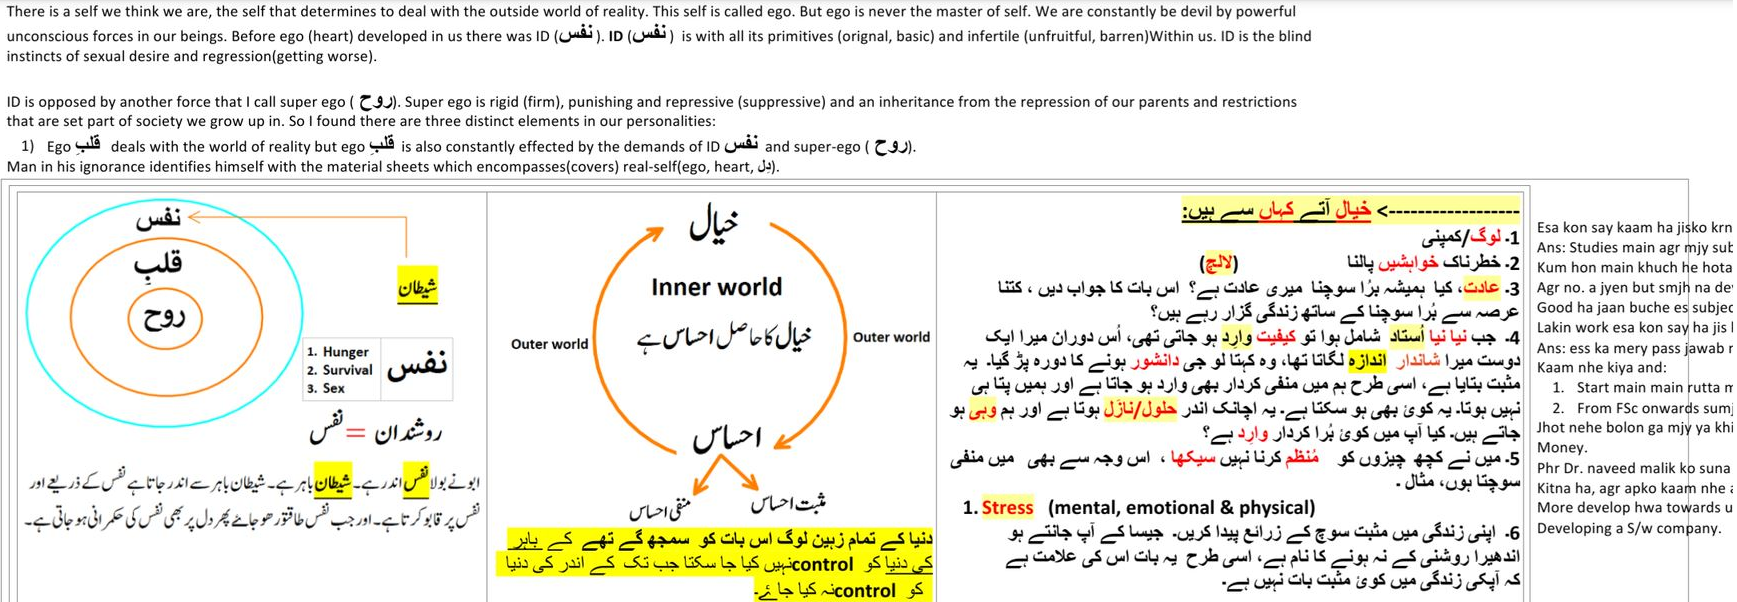 There is a self we think we are, the self that determines to deal with the outside world of reality. This self is called ego. But ego is never the master of self. We are constantly be devil by powerful
unconscious forces in our beings. Before ego (heart) developed in us there was ID (نفس). ID (نفس) is with all its primitives (orignal, basic) and infertile (unfruitful, barren)Within us. ID is the blind
instincts of sexual desire and regression(getting worse).
ID is opposed by another force that I call super ego ( روح). Super ego is rigid (firm), punishing and repressive (suppressive) and an inheritance from the repression of our parents and restrictions
that are set part of society we grow up in. So I found there are three distinct elements in our personalities:
1) Ego قلبِ deals with the world of reality but ego قلبِ is also constantly effected by the demands of ID نفس and super-ego ( روح).
Man in his ignorance identifies himself with the material sheets which encompasses(covers) real-self(ego, heart, دِل).
نفس
قلبِ
روح
شیطان
1. Hunger
2. Survival
3. Sex
نفس
روشندان = نفس
ابو نے بولا نفس اندر ہے۔ شیطان باہر ہے۔ شیطان باہر سے اندر جاتا ہے نفس کے ذریعے اور
نفس پر قابو کرتا ہے۔ اور جب نفس طاقتور ھو جائے پھر دل پر بھی نفس کی حکمرانی ہو جاتی ہے۔
خیال
Inner world
خیال کا حاصل احساس ہے
Outer world
Outer world
احساس
مثبت احساس
منفی احساس
دنیا کے تمام زہین لوگ اس بات کو سمجھ گے تھے کے باہر
کی دنیا کو controlنہیں کیا جا سکتا جب تک کے اندر کی دنیا
کو controlنہ کیا جاۓ۔
-------------------> خیال آتے کہاں سے ہیں:
1- لوگ/کمپنی
2- خطرناک خواہشیں پالنا (لالچ)
3- عادت، کیا ہمیشہ بڑا سوچنا میری عادت ہے؟ اس بات کا جواب دیں ، کتنا
عرصہ سے بُرا سوچنا کے ساتھ زندگی گزار رہے ہیں؟
4- جب نیا نیا اُستاد شامل ہوا تو کیفیت وارِد ہو جاتی تھی، اُس دوران میرا ایک
دوست میرا شاندار اندازہ لگاتا تھا، وہ کہتا لو جی دانشور ہونے کا دورہ پڑ گیا۔ یہ
مثبت بتایا ہے، اسی طرح ہم میں منفی کردار بھی وارد ہو جاتا ہے اور ہمیں پتا ہی
نہیں ہوتا۔ یہ کوئ بھی ہو سکتا ہے۔ یہ اچانک اندر حلول/نازِل ہوتا ہے اور ہم وہی ہو
جاتے ہیں۔ کیا آپ میں کوئ بُرا کردار وارِد ہے؟
5- میں نے کچھ چیزوں کو مُنظم کرنا نہیں سیکھا ، اس وجہ سے بھی میں منفی
سوچتا ہوں، مثال -
1. Stress (mental, emotional & physical)
6- اپنی زندگی میں مثبت سوچ کے زرائع پیدا کریں۔ جیسا کے آپ جانتے ہو
اندھیرا روشنی کے نہ ہونے کا نام ہے، اسی طرح یہ بات اس کی علامت ہے
کہ آپکی زندگی میں کوئ مثبت بات نہیں ہے۔
Esa kon say kaam ha jisko krn
Ans: Studies main agr mjy sub
Kum hon main khuch he hota
Agr no. a jyen but smjh na de
Good ha jaan buche es subjec
Lakin work esa kon say ha jis
Ans: ess ka mery pass jawab
Kaam nhe kiya and:
1. Start main main rutta
2. From FSc onwards sumj
Jhot nehe bolon ga mjy ya khi
Money.
Phr Dr. naveed malik ko suna
Kitna ha, agr apko kaam nhe
More develop hwa towards
Developing a S/w company.